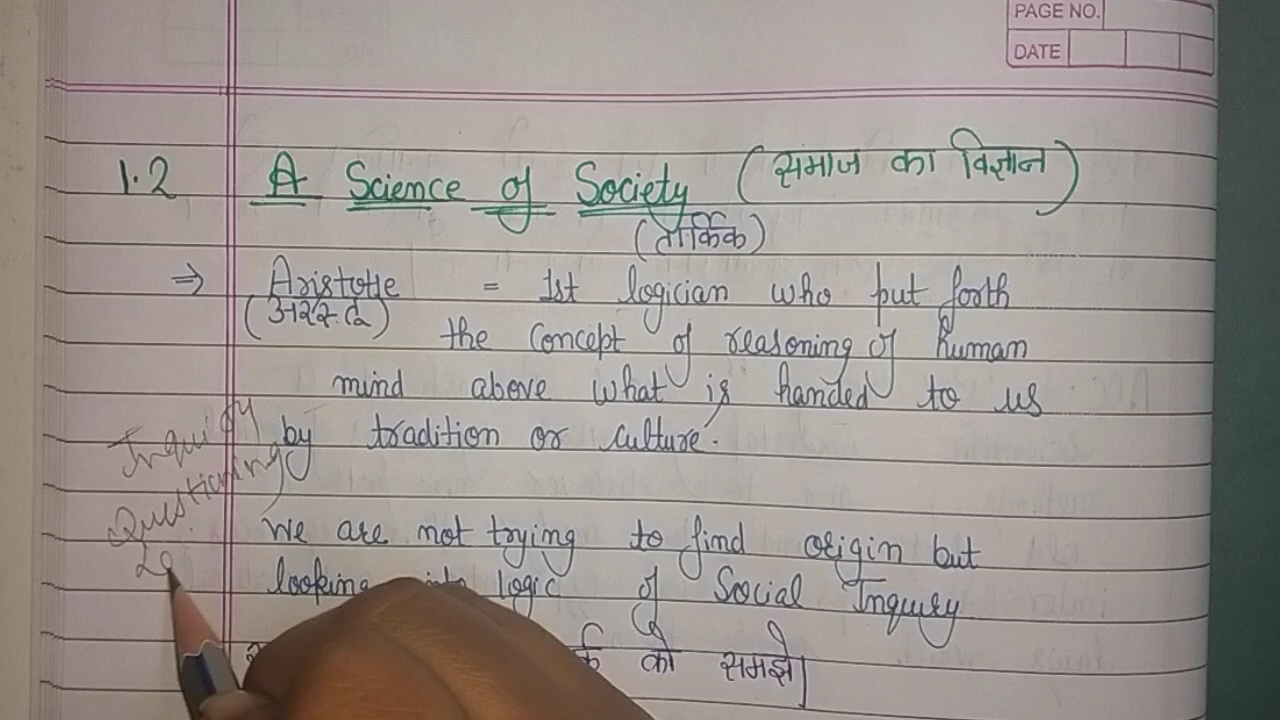 PAGE NO.
DATE
1.2 A Science of Society (समाज का विज्ञान)
(तार्किक)
⇒ Aristotle = 1st logician who put forth
(अरस्तु)
the Concept of reasoning of human
mind above what is handed to us
by tradition or culture.
Inquiry
Questioning
We are not trying to find origin but
looking into logic of Social Inquiry
को समझे|